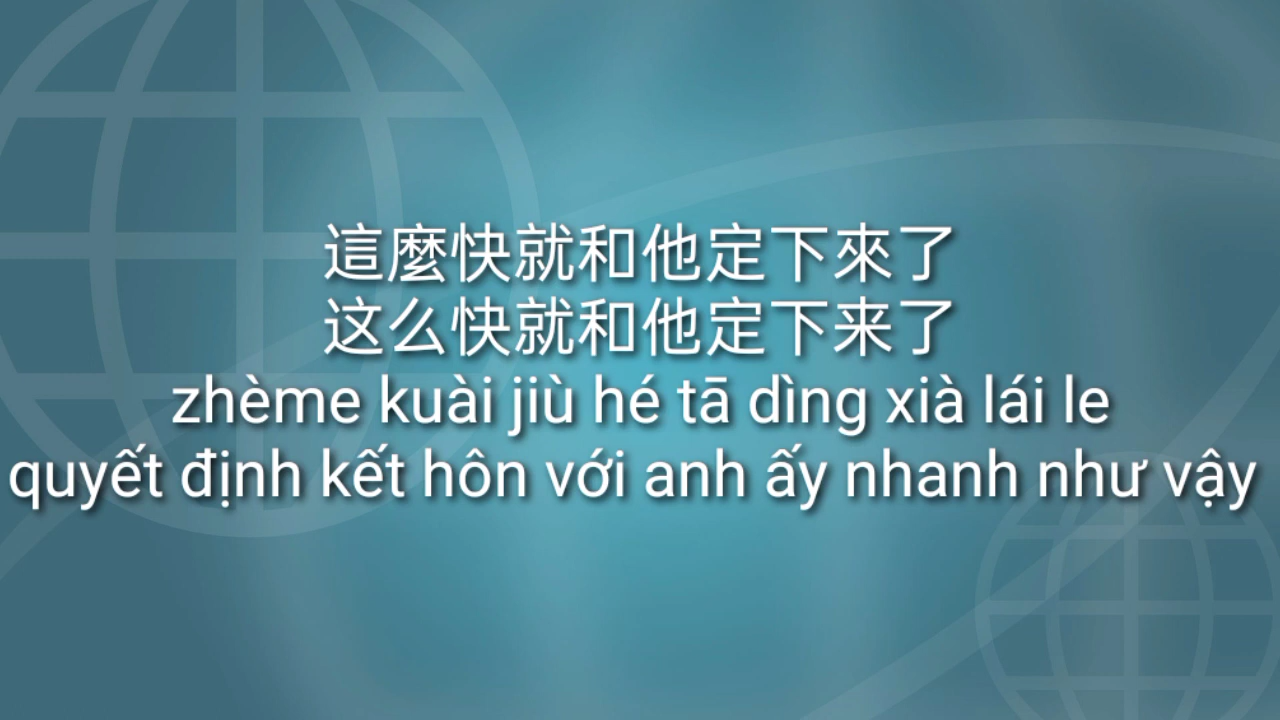 這麼快就和他定下來了
这么快就和他定下来了
zhème kuài jiù hé tā dìng xià lái le
quyết định kết hôn với anh ấy nhanh như vậy